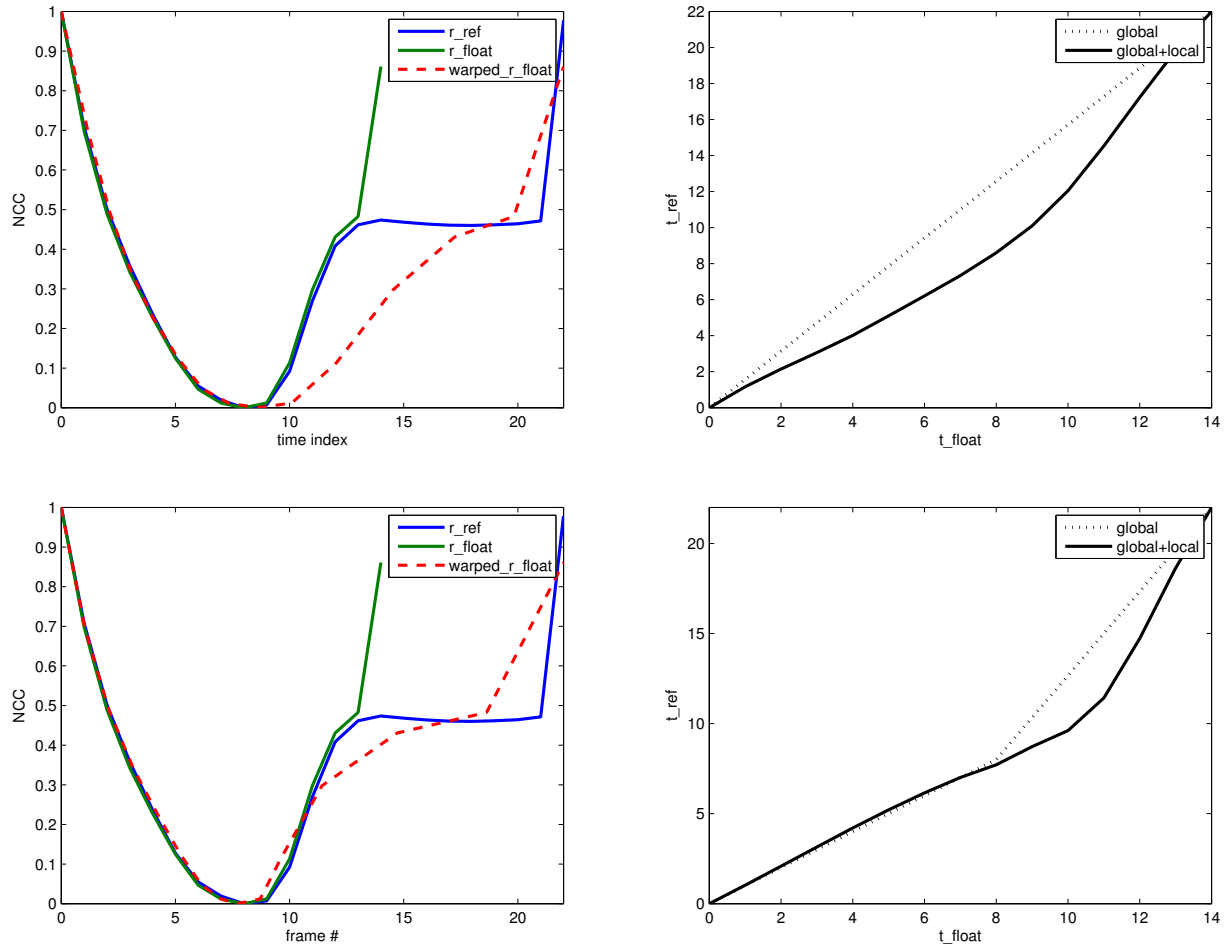 1
0.9
0.8
0.7
0.6
0.5
0.4
0.3
0.2
0.1
0
NCC
0 5 10 15 20
time index
r_ref
r_float
warped_r_float
22
20
18
16
14
12
10
8
6
4
2
0
t_ref
0 2 4 6 8 10 12 14
t_float
global
global+local
1
0.9
0.8
0.7
0.6
0.5
0.4
0.3
0.2
0.1
0
NCC
0 5 10 15 20
frame #
r_ref
r_float
warped_r_float
20
15
10
5
0
t_ref
0 2 4 6 8 10 12 14
t_float
global
global+local